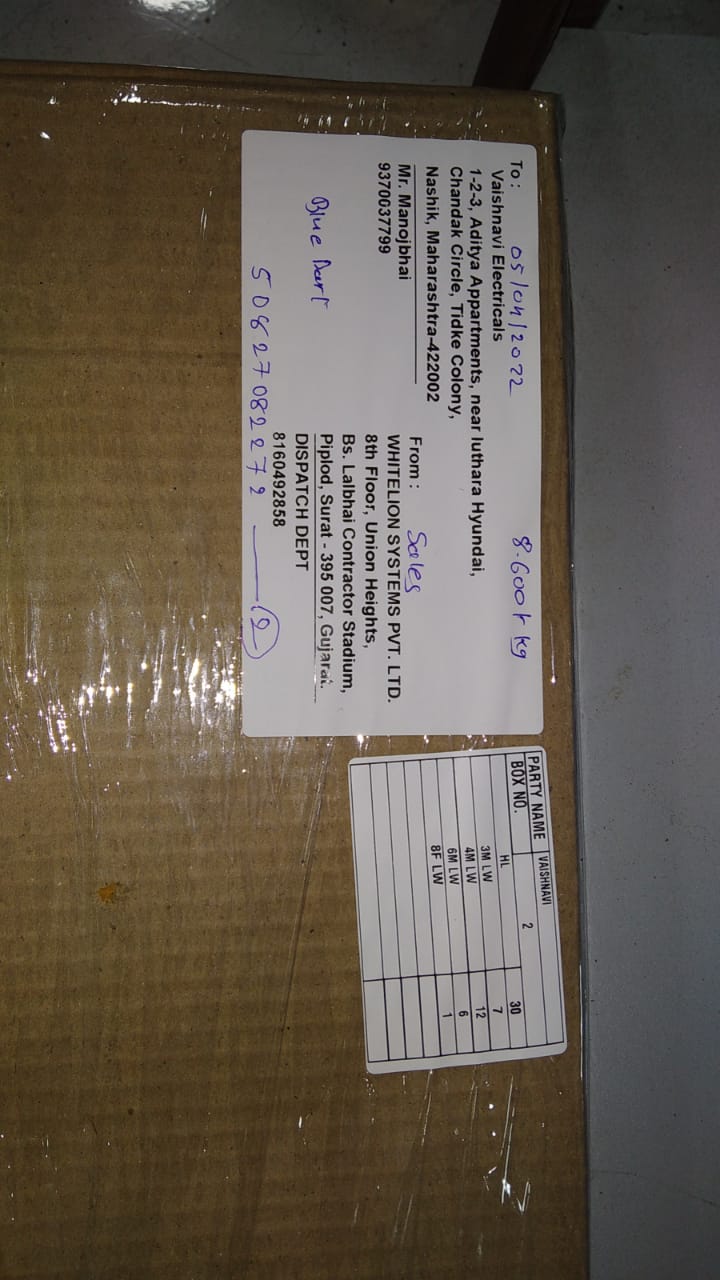 To: 05/04/2022 8.600 kg
Vaishnavi Electricals
1-2-3, Aditya Appartments, near luthara Hyundai,
Chandak Circle, Tidke Colony,
Nashik, Maharashtra-422002
Mr. Manojbhai
9370037799
From: Sales
WHITELION SYSTEMS PVT. LTD.
8th Floor, Union Heights,
Bs. Lalbhai Contractor Stadium,
Piplod, Surat - 395 007, Gujarat.
DISPATCH DEPT
8160492858
Blue Dart
50827082272 — (2)
PARTY NAME VAISHNAVI
BOX NO. 2
HL 30
3M LW 7
4M LW 12
6M LW 6
8F LW 1